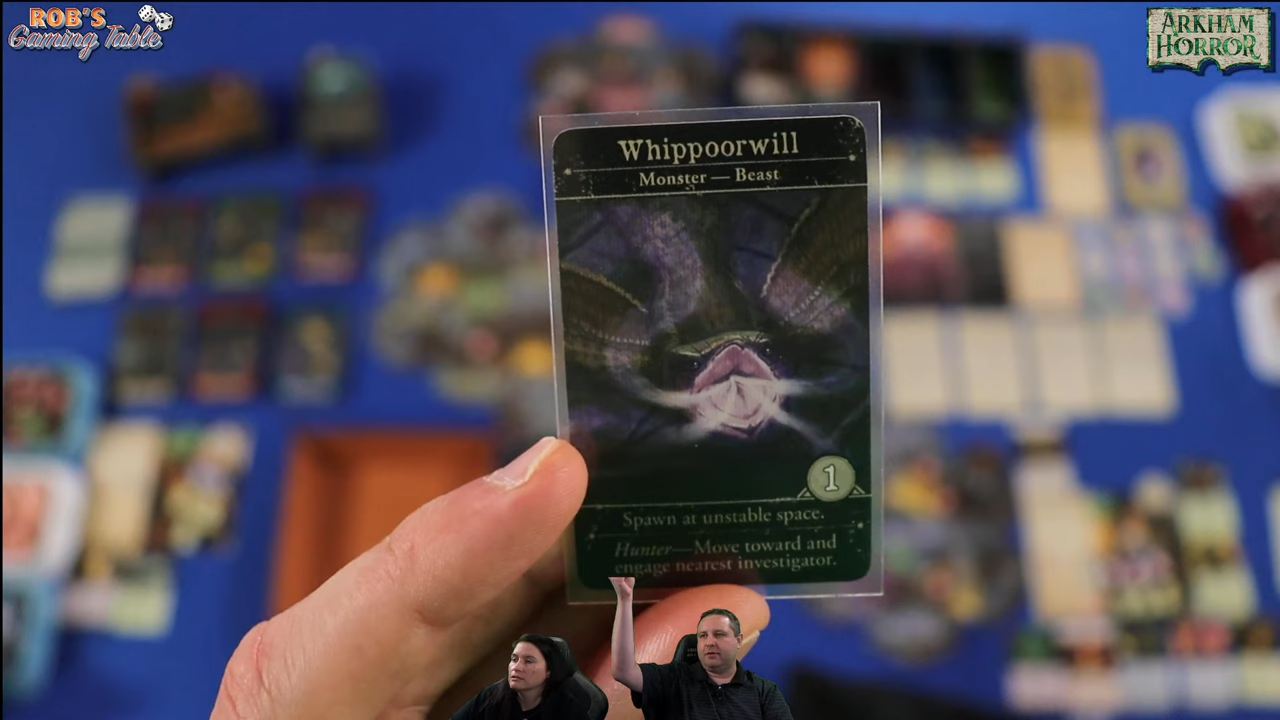 ROB'S
Gaming Table
ARKHAM
HORROR
Whippoorwill
Monster — Beast
1
Spawn at unstable space.
Hunter—Move toward and
engage nearest investigator.